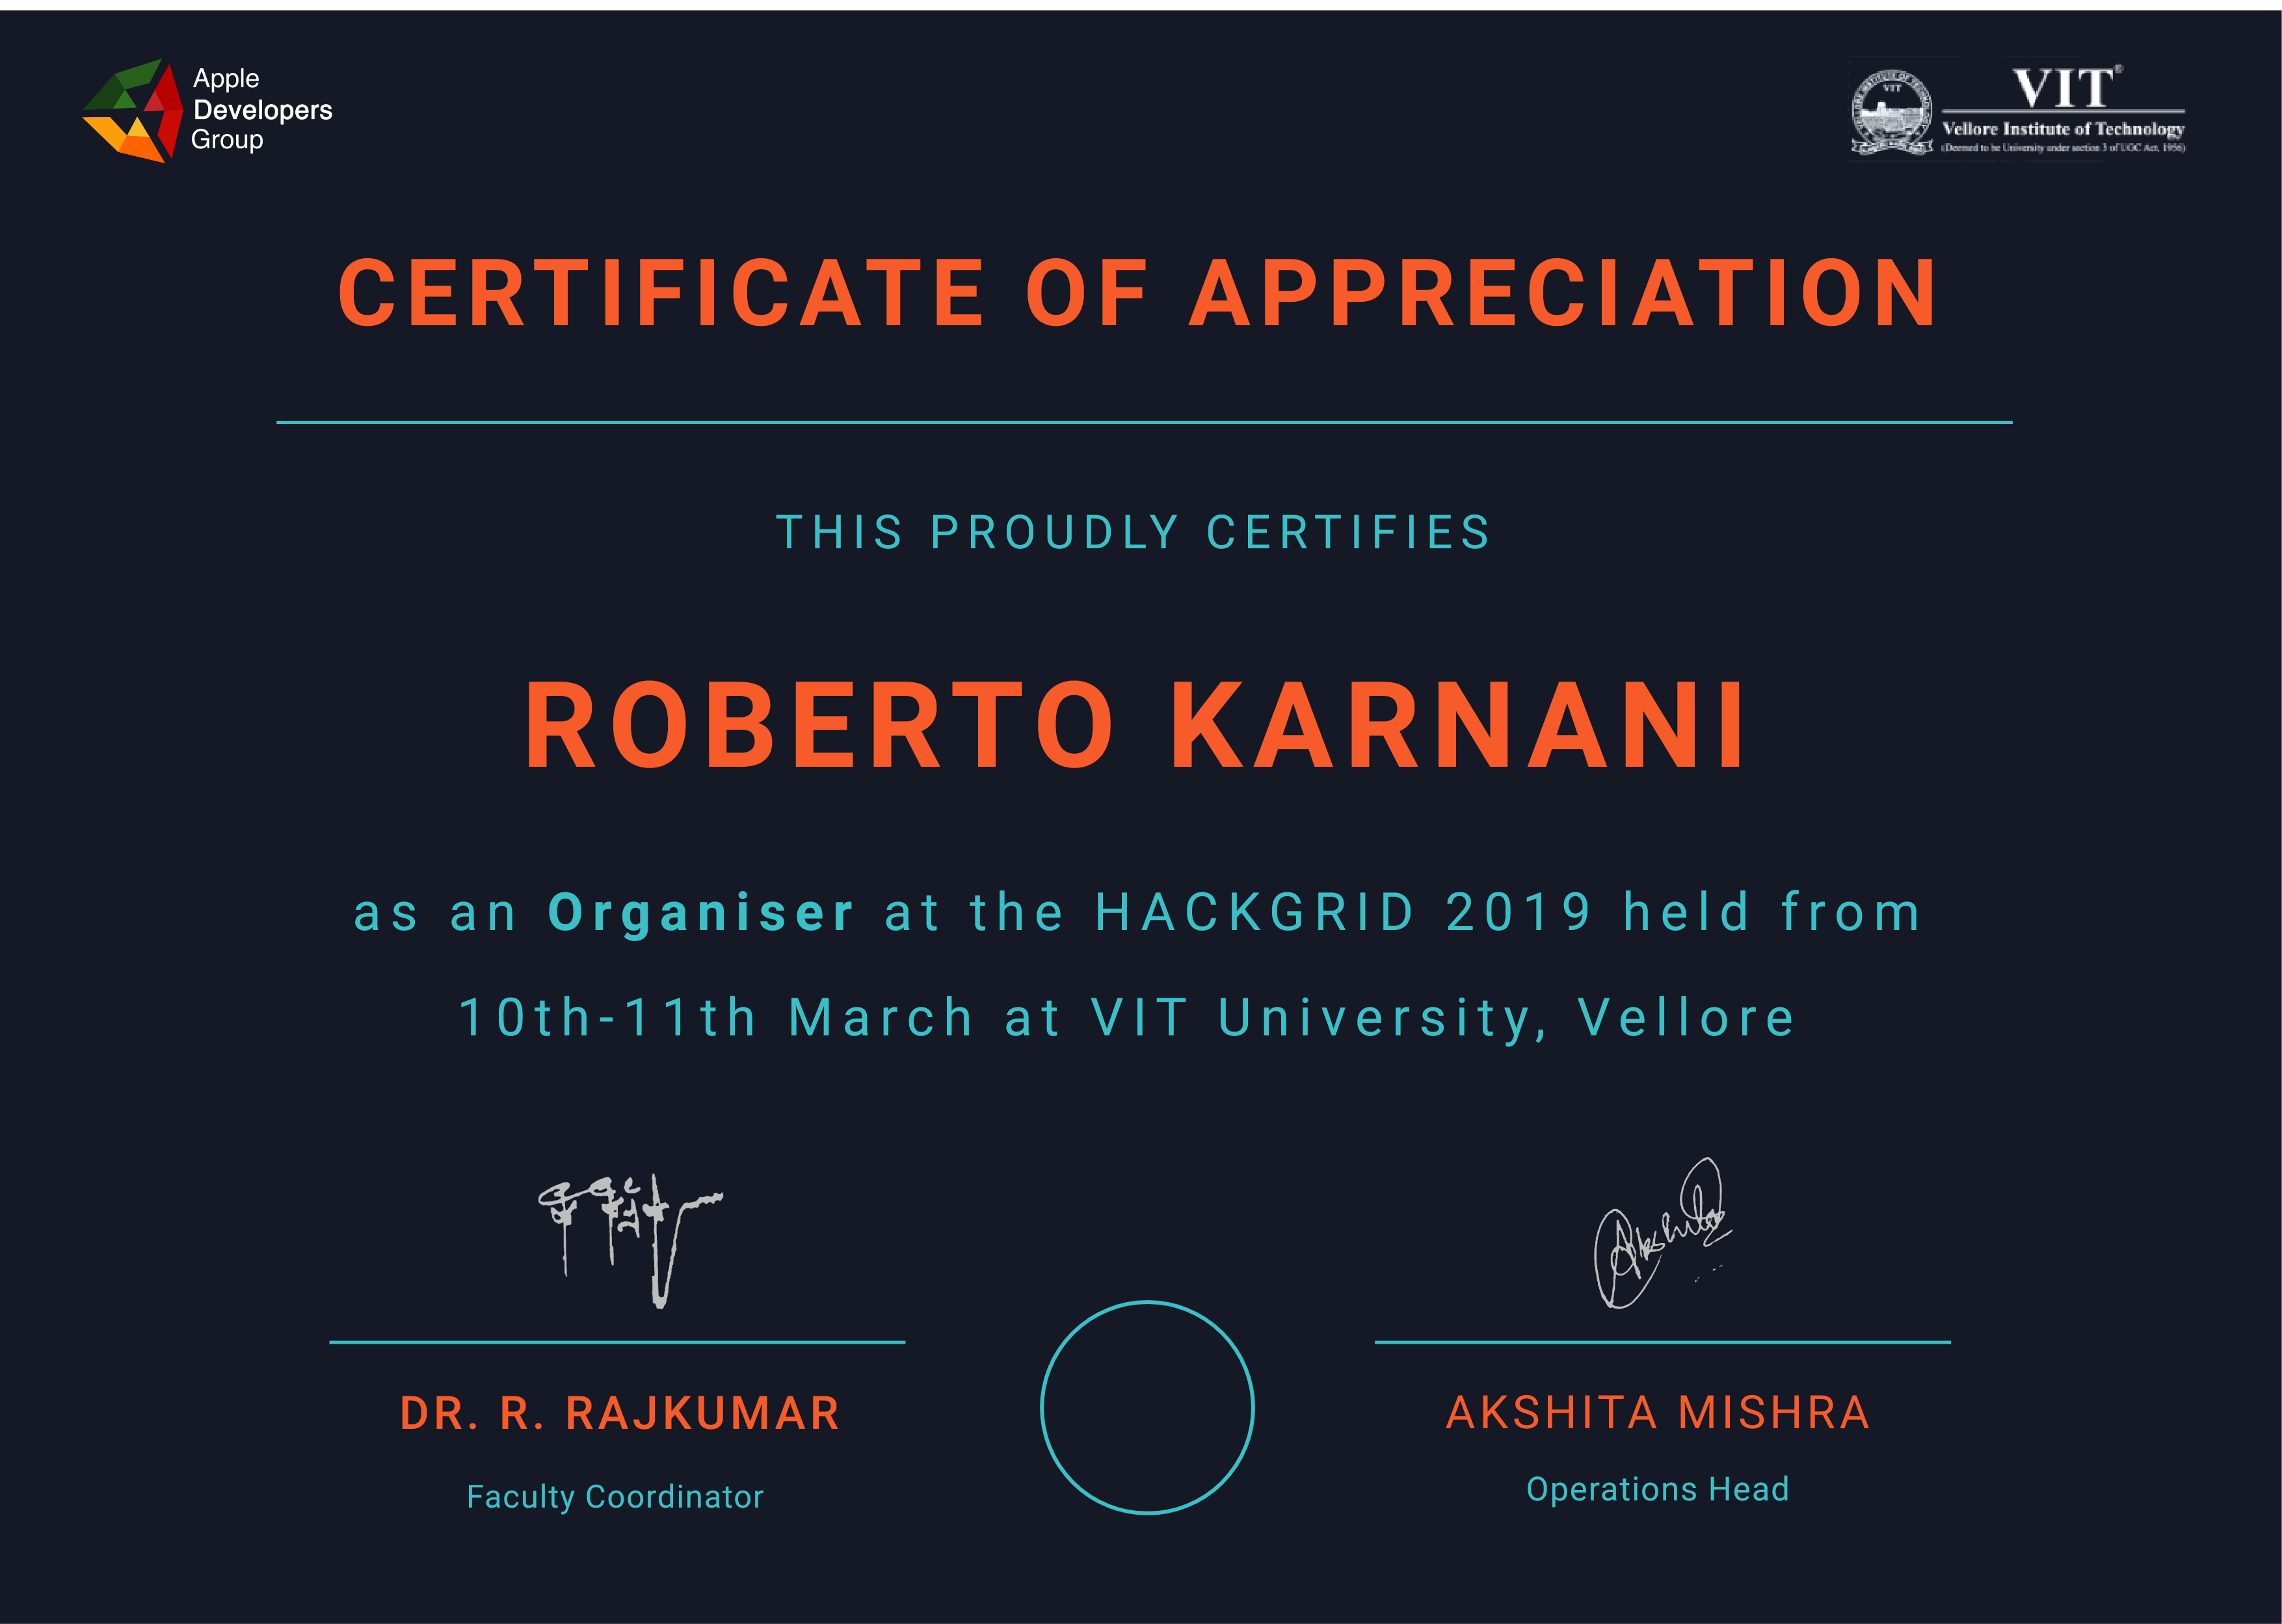 Apple
Developers
Group
VIT®
Vellore Institute of Technology
(Deemed to be University under section 3 of UGC Act, 1956)
CERTIFICATE OF APPRECIATION
THIS PROUDLY CERTIFIES
ROBERTO KARNANI
as an Organiser at the HACKGRID 2019 held from
10th-11th March at VIT University, Vellore
Akshita
DR. R. RAJKUMAR
AKSHITA MISHRA
Faculty Coordinator
Operations Head